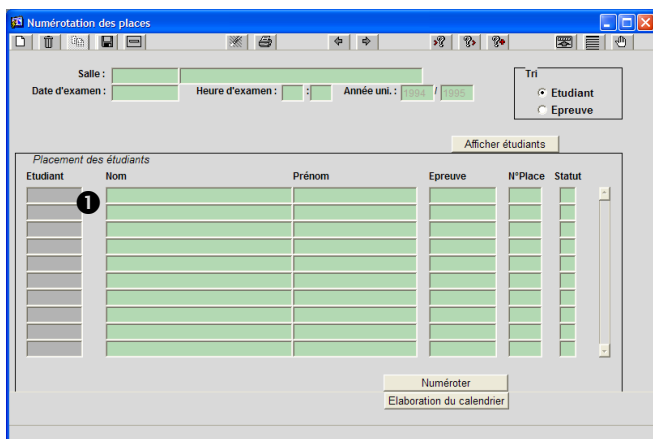 Numérotation des places
Salle :
Tri
Date d'examen : Heure d'examen : : Année uni. : 1994 / 1995
Etudiant
Epreuve
Afficher étudiants
Placement des étudiants
Etudiant Nom Prénom Epreuve N°Place Statut
1
Numéroter
Elaboration du calendrier